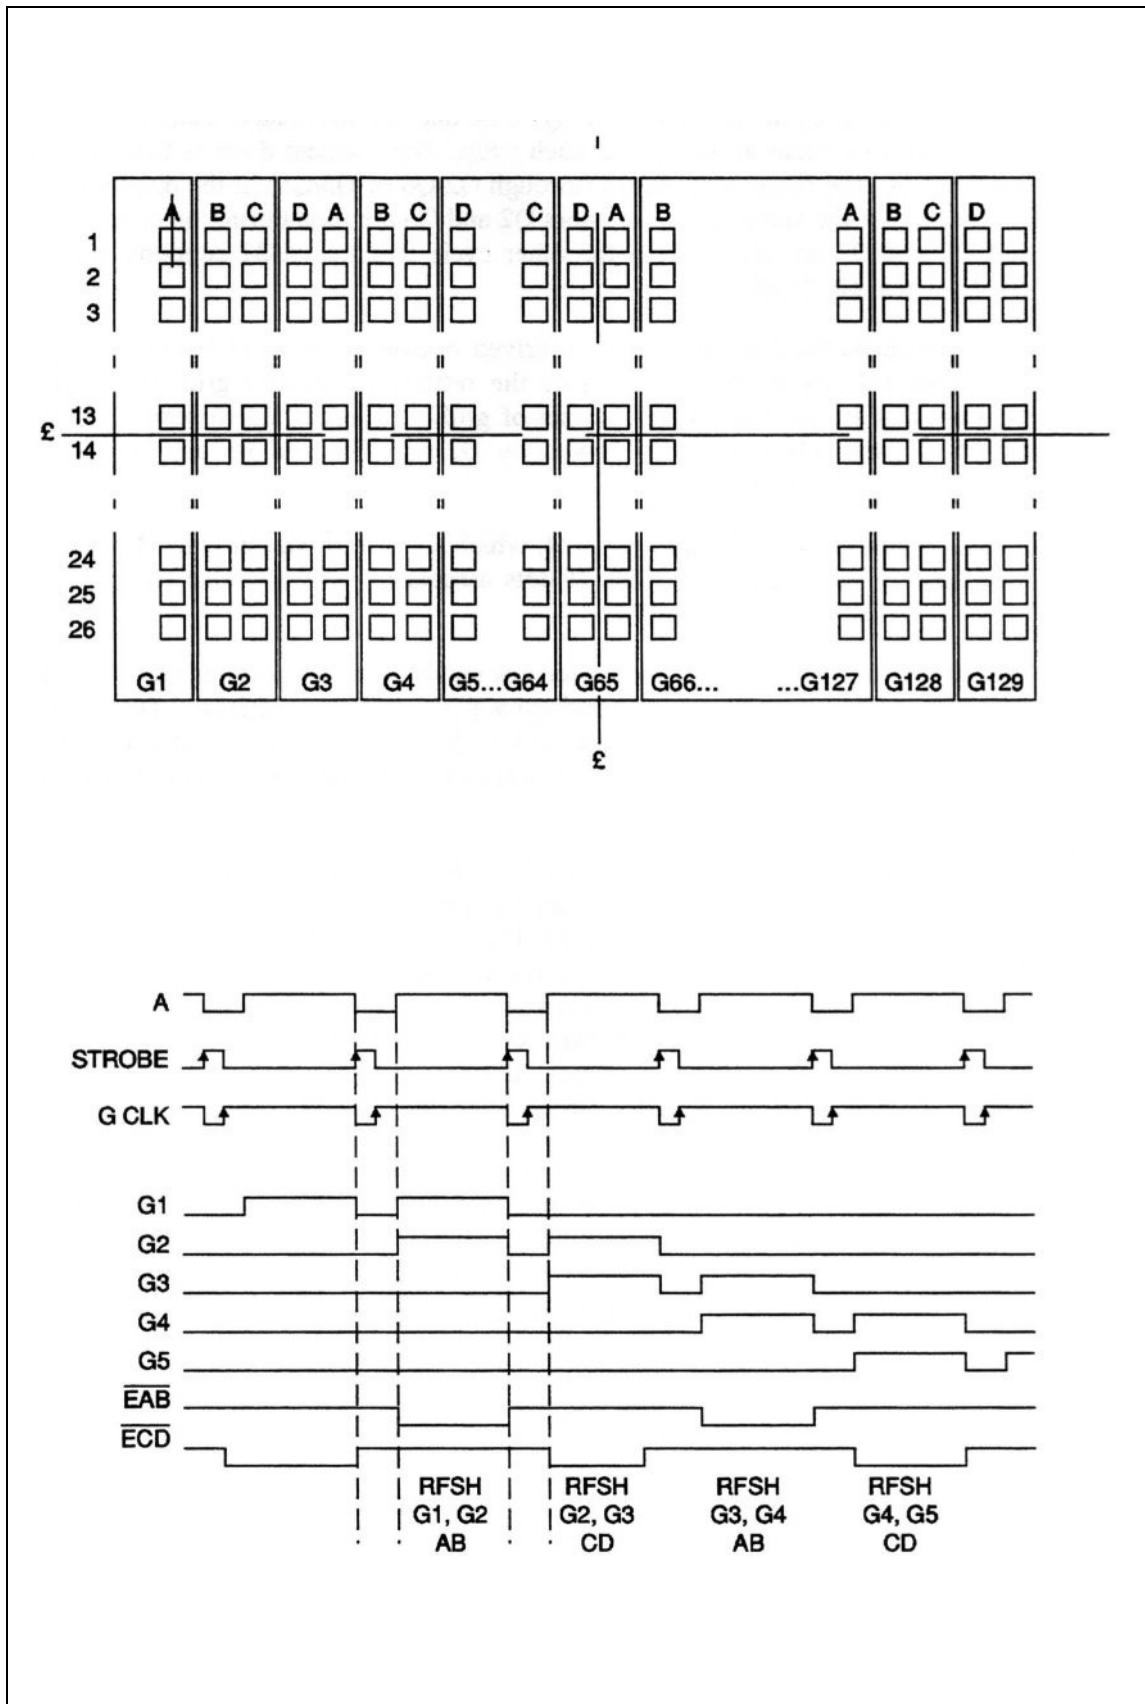 A B C D A B C D C D A B A B C D
1
2
3
13
£
14
24
25
26
G1 G2 G3 G4 G5...G64 G65 G66... ...G127 G128 G129
£
A
STROBE
G CLK
G1
G2
G3
G4
G5
EAB
ECD
RFSH RFSH RFSH RFSH
G1, G2 G2, G3 G3, G4 G4, G5
AB CD AB CD